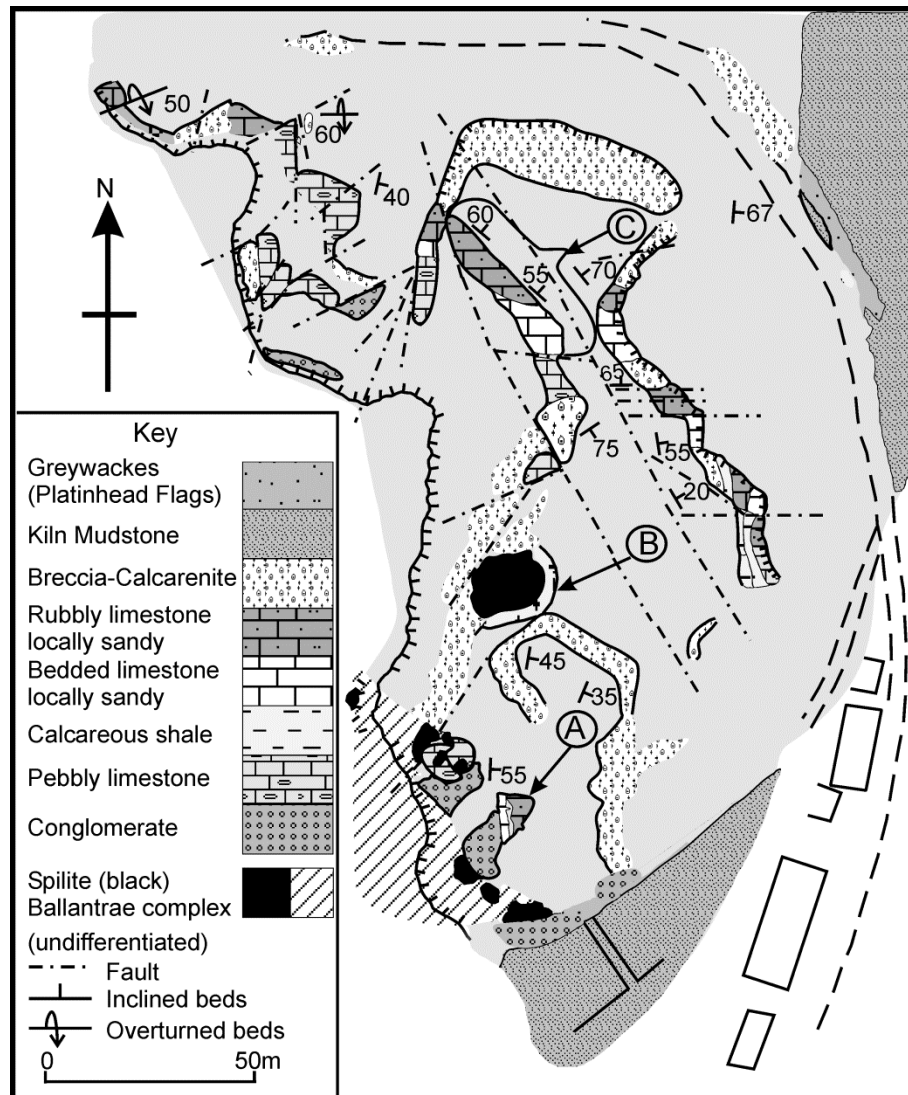 50
60
N
40
60
C
67
55
70
65
75
55
20
B
45
35
A
55
Key
Greywackes
(Platinhead Flags)
Kiln Mudstone
Breccia-Calcarenite
Rubbly limestone
locally sandy
Bedded limestone
locally sandy
Calcareous shale
Pebbly limestone
Conglomerate
Spilite (black)
Ballantrae complex
(undifferentiated)
Fault
Inclined beds
Overturned beds
0 50m